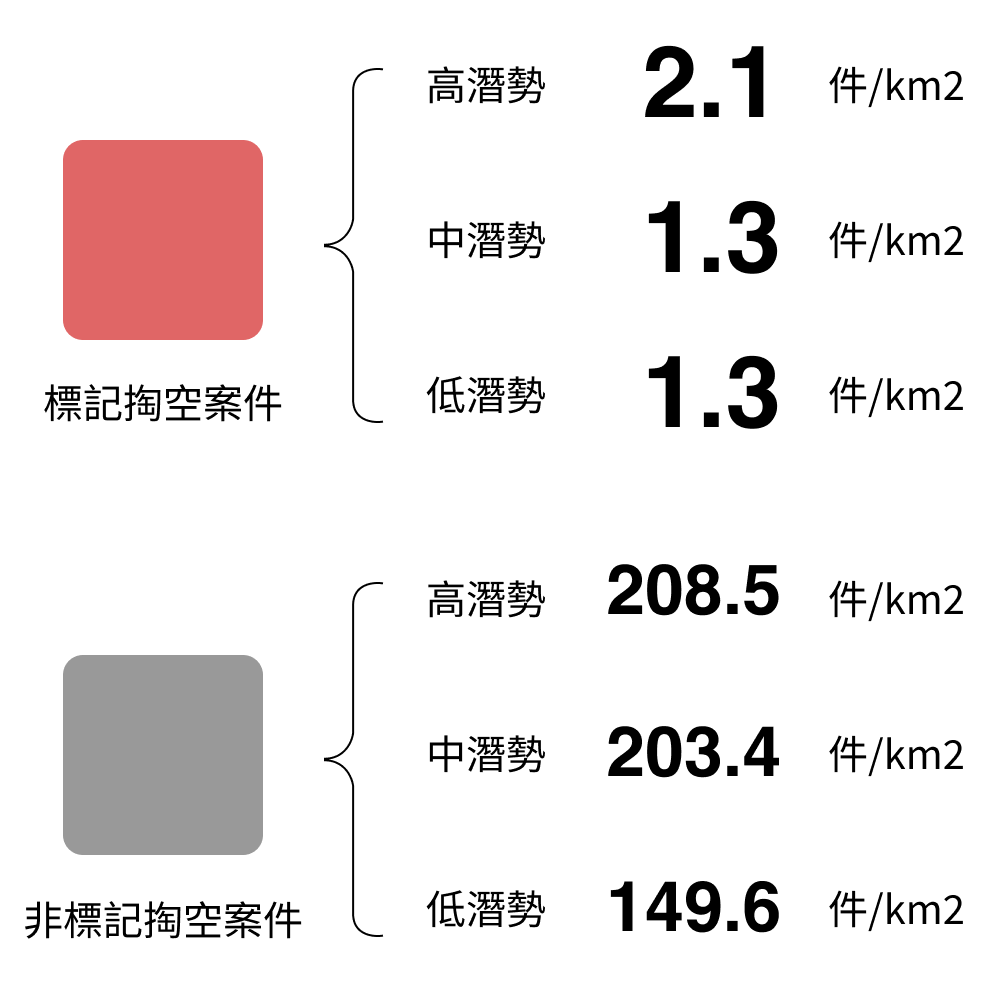 高潛勢 2.1 件/km2
中潛勢 1.3 件/km2
低潛勢 1.3 件/km2
標記掏空案件
高潛勢 208.5 件/km2
中潛勢 203.4 件/km2
低潛勢 149.6 件/km2
非標記掏空案件